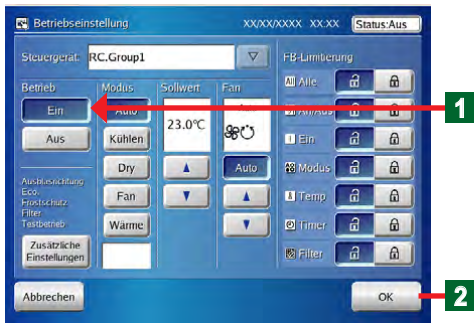 Betriebseinstellung XX/XX/XXXX XX:XX Status:Aus
Steuergerät: RC.Group1 FB-Limitierung
Alle
Betrieb Modus Sollwert Fan
Ein Auto An/Aus 1
Aus Kühlen 23.0°C Ein
Dry Auto Modus
Ausblasrichtung
Eco.
Frostschutz
Filter
Testbetrieb
Fan Temp
Wärme Timer
Zusätzliche
Einstellungen
Filter
Abbrechen OK 2